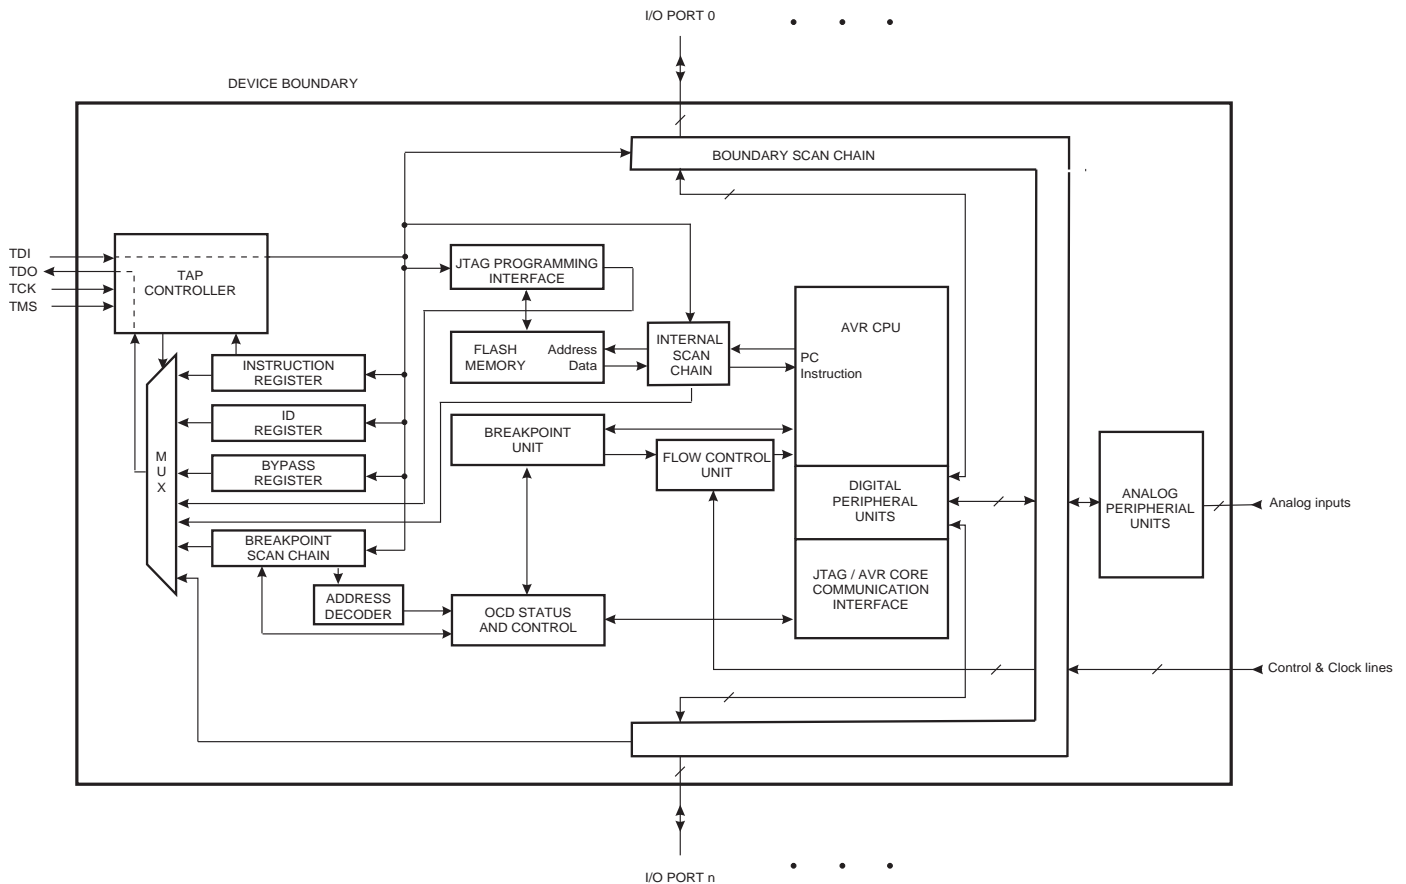 I/O PORT 0
DEVICE BOUNDARY
BOUNDARY SCAN CHAIN
TDI
TDO
TCK
TMS
TAP
CONTROLLER
JTAG PROGRAMMING
INTERFACE
AVR CPU
FLASH
MEMORY
Address
Data
INTERNAL
SCAN
CHAIN
PC
Instruction
INSTRUCTION
REGISTER
ID
REGISTER
BREAKPOINT
UNIT
FLOW CONTROL
UNIT
M
U
X
BYPASS
REGISTER
DIGITAL
PERIPHERAL
UNITS
ANALOG
PERIPHERIAL
UNITS
Analog inputs
BREAKPOINT
SCAN CHAIN
ADDRESS
DECODER
OCD STATUS
AND CONTROL
JTAG / AVR CORE
COMMUNICATION
INTERFACE
Control & Clock lines
I/O PORT n